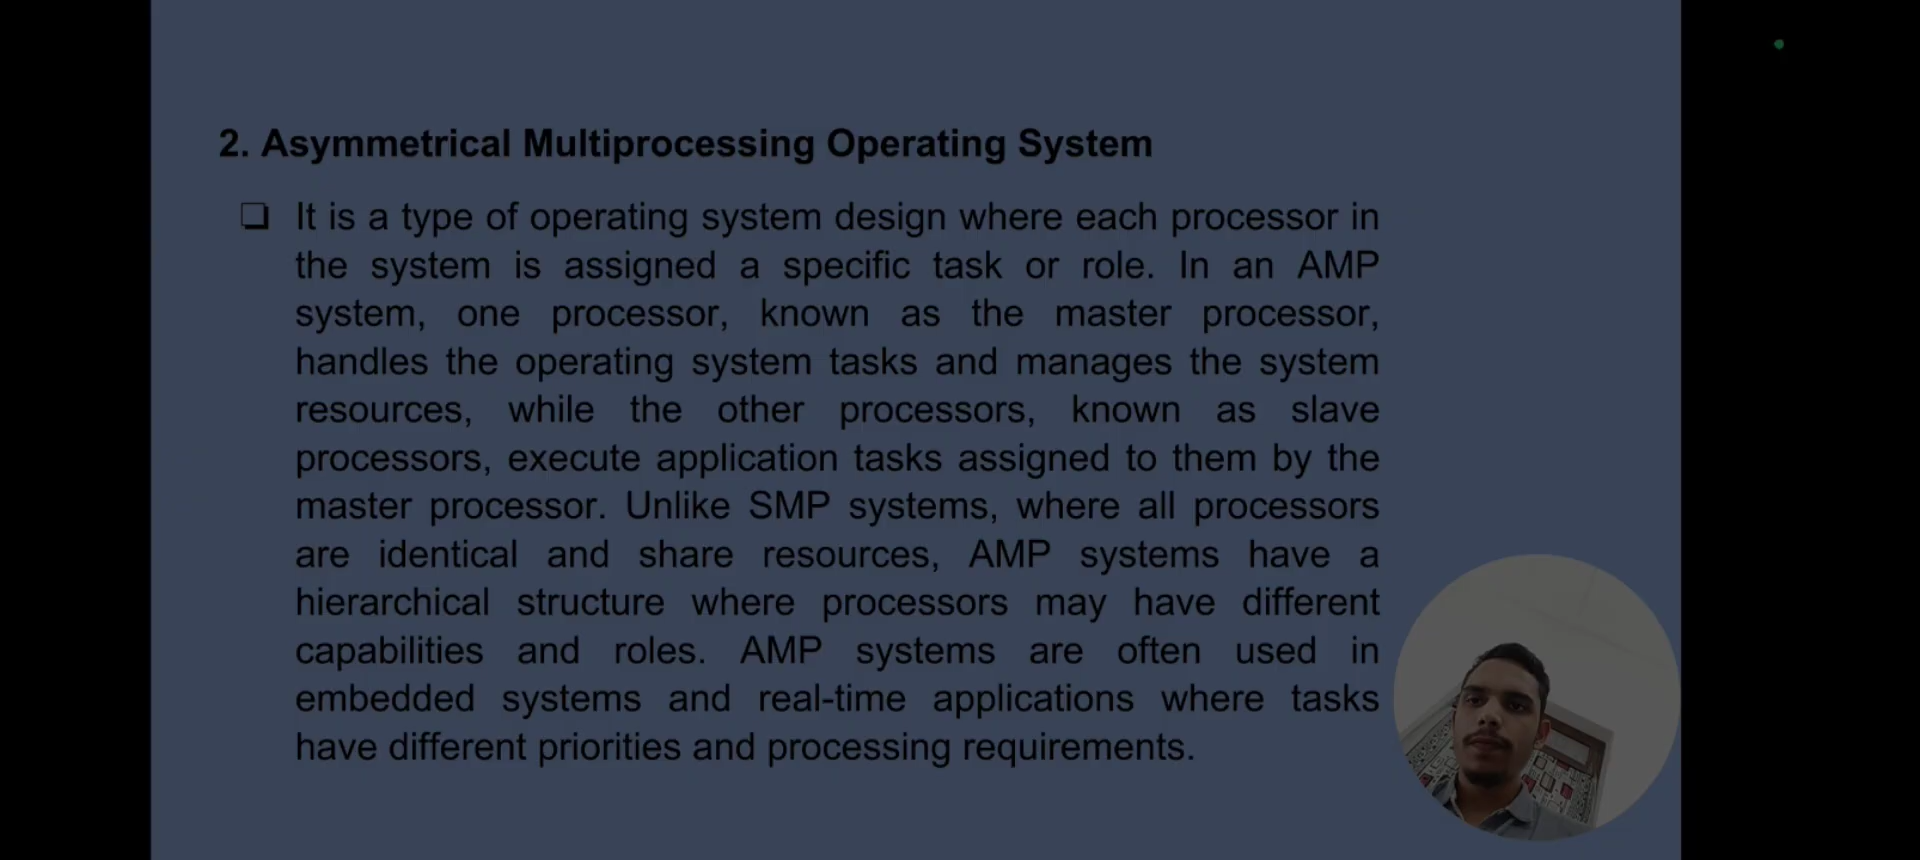 2. Asymmetrical Multiprocessing Operating System
❏ It is a type of operating system design where each processor in
the system is assigned a specific task or role. In an AMP
system, one processor, known as the master processor,
handles the operating system tasks and manages the system
resources, while the other processors, known as slave
processors, execute application tasks assigned to them by the
master processor. Unlike SMP systems, where all processors
are identical and share resources, AMP systems have a
hierarchical structure where processors may have different
capabilities and roles. AMP systems are often used in
embedded systems and real-time applications where tasks
have different priorities and processing requirements.